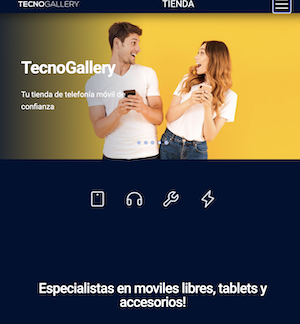 TECNOGALLERY
TIENDA
TecnoGallery
Tu tienda de telefonía móvil de
confianza
Especialistas en moviles libres, tablets y
accesorios!